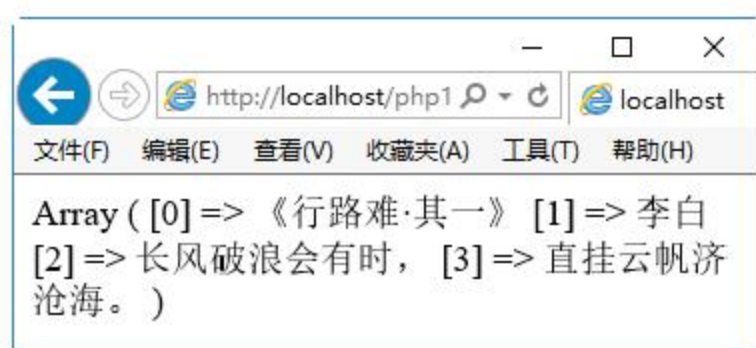 http://localhost/php1
localhost
文件(F) 编辑(E) 查看(V) 收藏夹(A) 工具(T) 帮助(H)
Array ( [0] => 《行路难·其一》 [1] => 李白
[2] => 长风破浪会有时， [3] => 直挂云帆济
沧海。 )